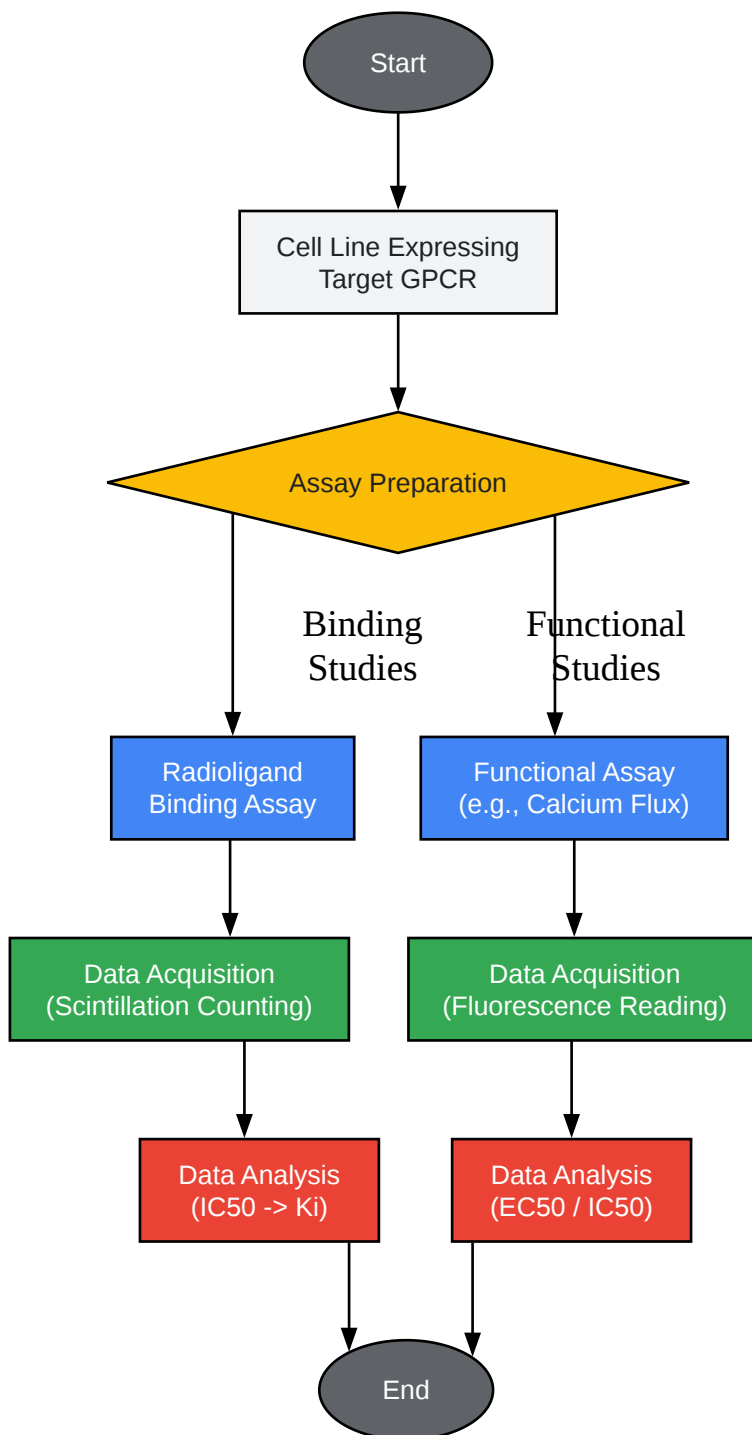 Start
Cell Line Expressing
Target GPCR
Assay Preparation
Binding
Studies
Functional
Studies
Radioligand
Binding Assay
Functional Assay
(e.g., Calcium Flux)
Data Acquisition
(Scintillation Counting)
Data Acquisition
(Fluorescence Reading)
Data Analysis
(IC50 -> Ki)
Data Analysis
(EC50 / IC50)
End